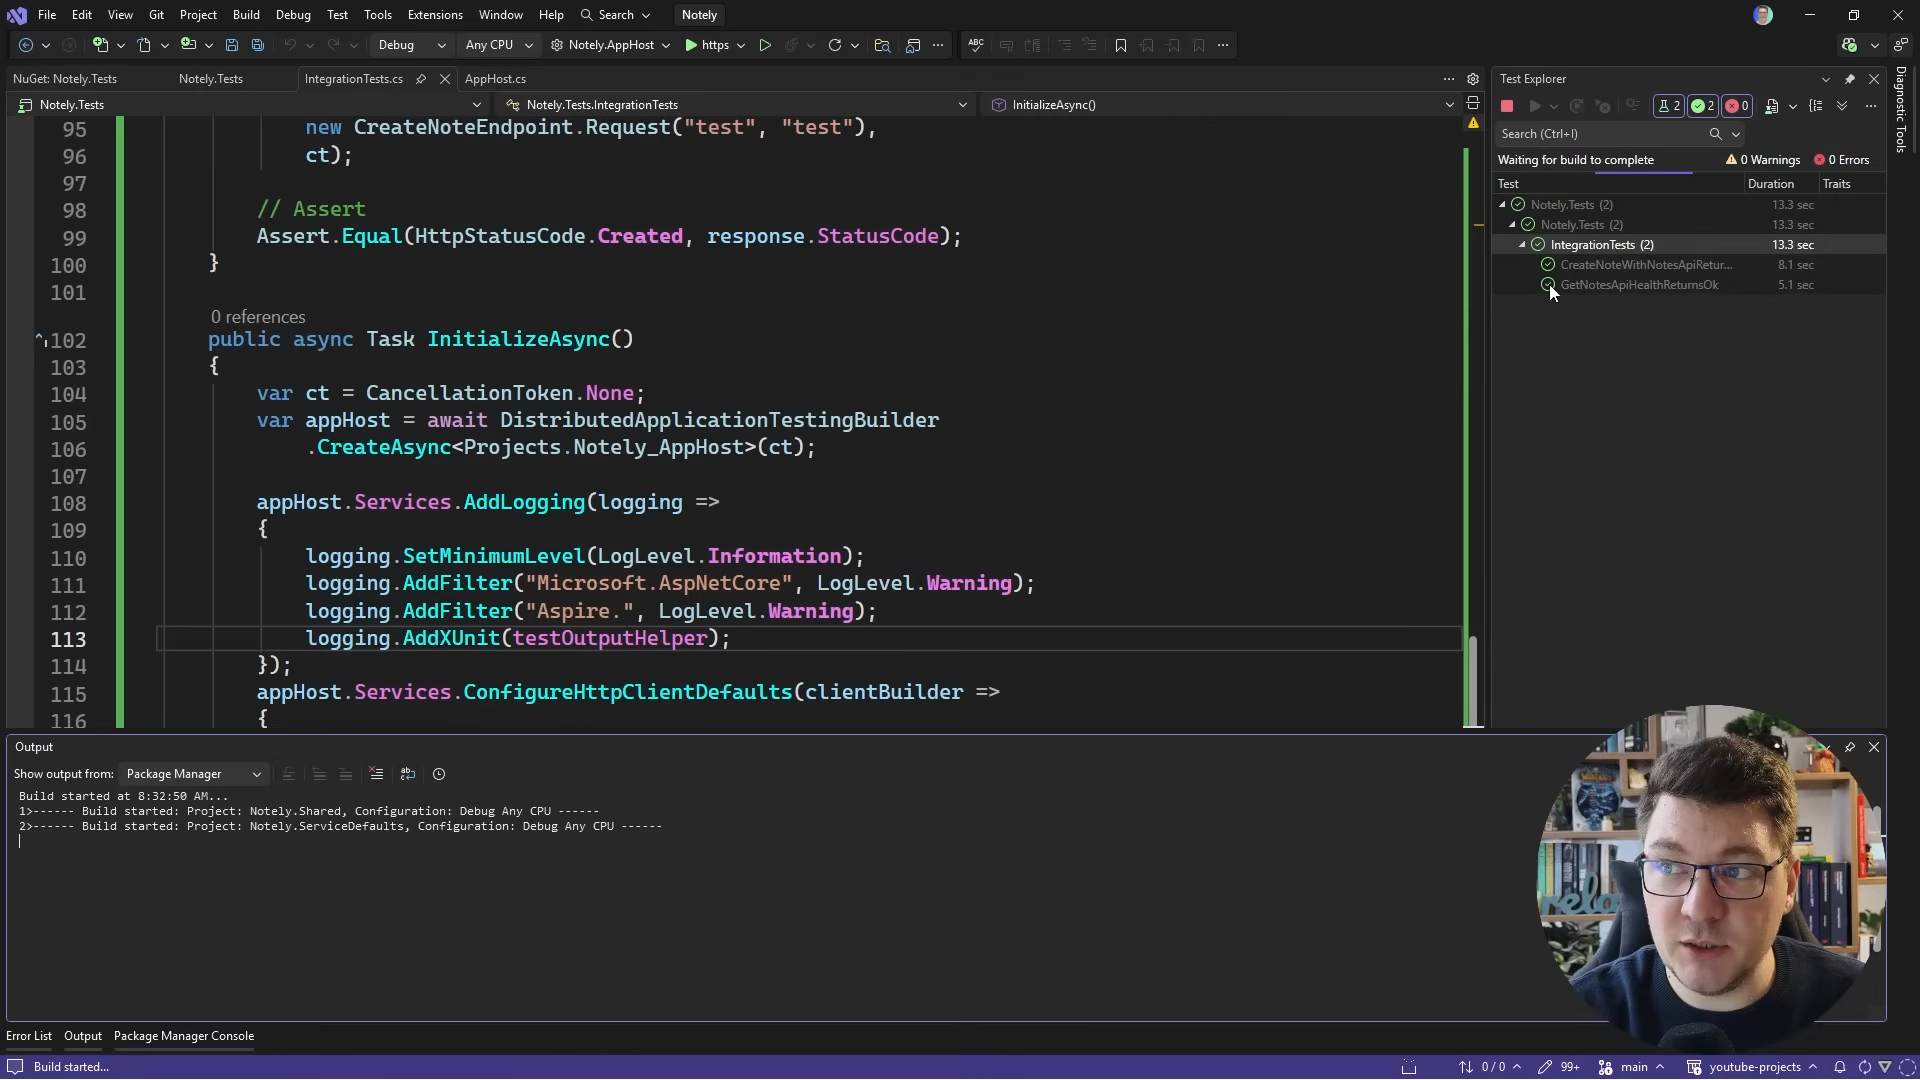 File Edit View Git Project Build Debug Test Tools Extensions Window Help Search Notely
Debug Any CPU Notely.AppHost https
NuGet: Notely.Tests Notely.Tests IntegrationTests.cs AppHost.cs
Notely.Tests Notely.Tests.IntegrationTests InitializeAsync()
95 new CreateNoteEndpoint.Request("test", "test"),
96 ct);
97
98 // Assert
99 Assert.Equal(HttpStatusCode.Created, response.StatusCode);
100 }
101
0 references
102 public async Task InitializeAsync()
103 {
104 var ct = CancellationToken.None;
105 var appHost = await DistributedApplicationTestingBuilder
106 .CreateAsync<Projects.Notely_AppHost>(ct);
107
108 appHost.Services.AddLogging(logging =>
109 {
110 logging.SetMinimumLevel(LogLevel.Information);
111 logging.AddFilter("Microsoft.AspNetCore", LogLevel.Warning);
112 logging.AddFilter("Aspire.", LogLevel.Warning);
113 logging.AddXUnit(testOutputHelper);
114 });
115 appHost.Services.ConfigureHttpClientDefaults(clientBuilder =>
116 {
Test Explorer
2 2 0
Search (Ctrl+I)
Waiting for build to complete 0 Warnings 0 Errors
Test Duration Traits
Notely.Tests (2) 13.3 sec
Notely.Tests (2) 13.3 sec
IntegrationTests (2) 13.3 sec
CreateNoteWithNotesApiRetur... 8.1 sec
GetNotesApiHealthReturnsOk 5.1 sec
Diagnostic Tools
Output
Show output from: Package Manager
Build started at 8:32:50 AM...
1>------ Build started: Project: Notely.Shared, Configuration: Debug Any CPU ------
2>------ Build started: Project: Notely.ServiceDefaults, Configuration: Debug Any CPU ------
Error List Output Package Manager Console
Build started... 0 / 0 99+ main youtube-projects